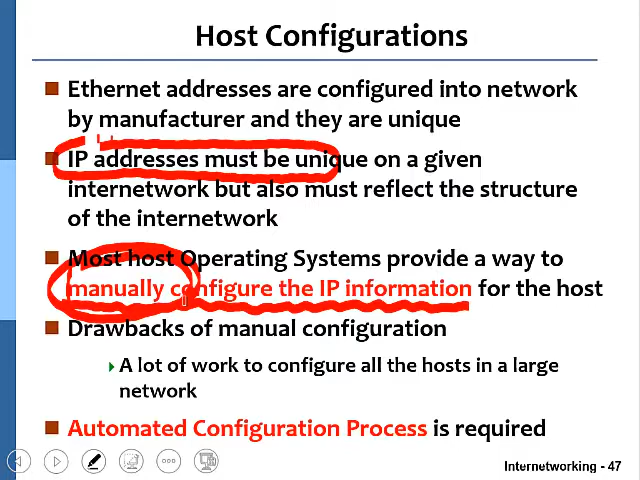 Host Configurations
Ethernet addresses are configured into network
by manufacturer and they are unique
IP addresses must be unique on a given
internetwork but also must reflect the structure
of the internetwork
Most host Operating Systems provide a way to
manually configure the IP information for the host
Drawbacks of manual configuration
A lot of work to configure all the hosts in a large
network
Automated Configuration Process is required
Internetworking - 47